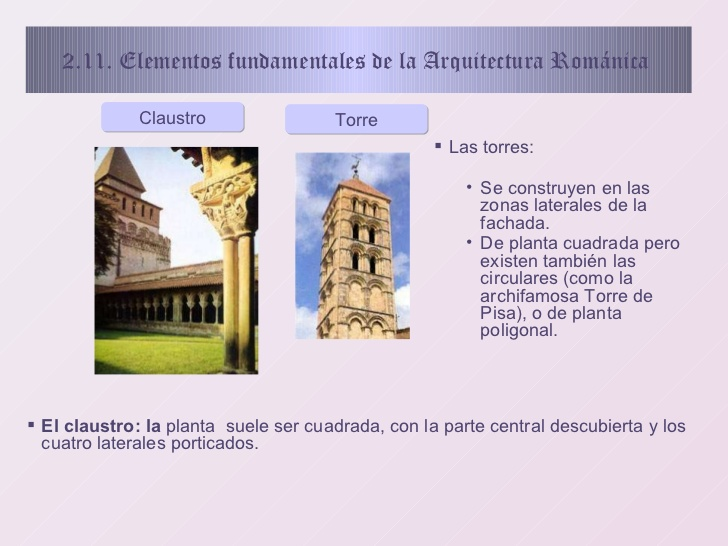 2.11. Elementos fundamentales de la Arquitectura Románica
Claustro
Torre
▪ Las torres:
• Se construyen en las
zonas laterales de la
fachada.
• De planta cuadrada pero
existen también las
circulares (como la
archifamosa Torre de
Pisa), o de planta
poligonal.
▪ El claustro: la planta  suele ser cuadrada, con la parte central descubierta y los
cuatro laterales porticados.